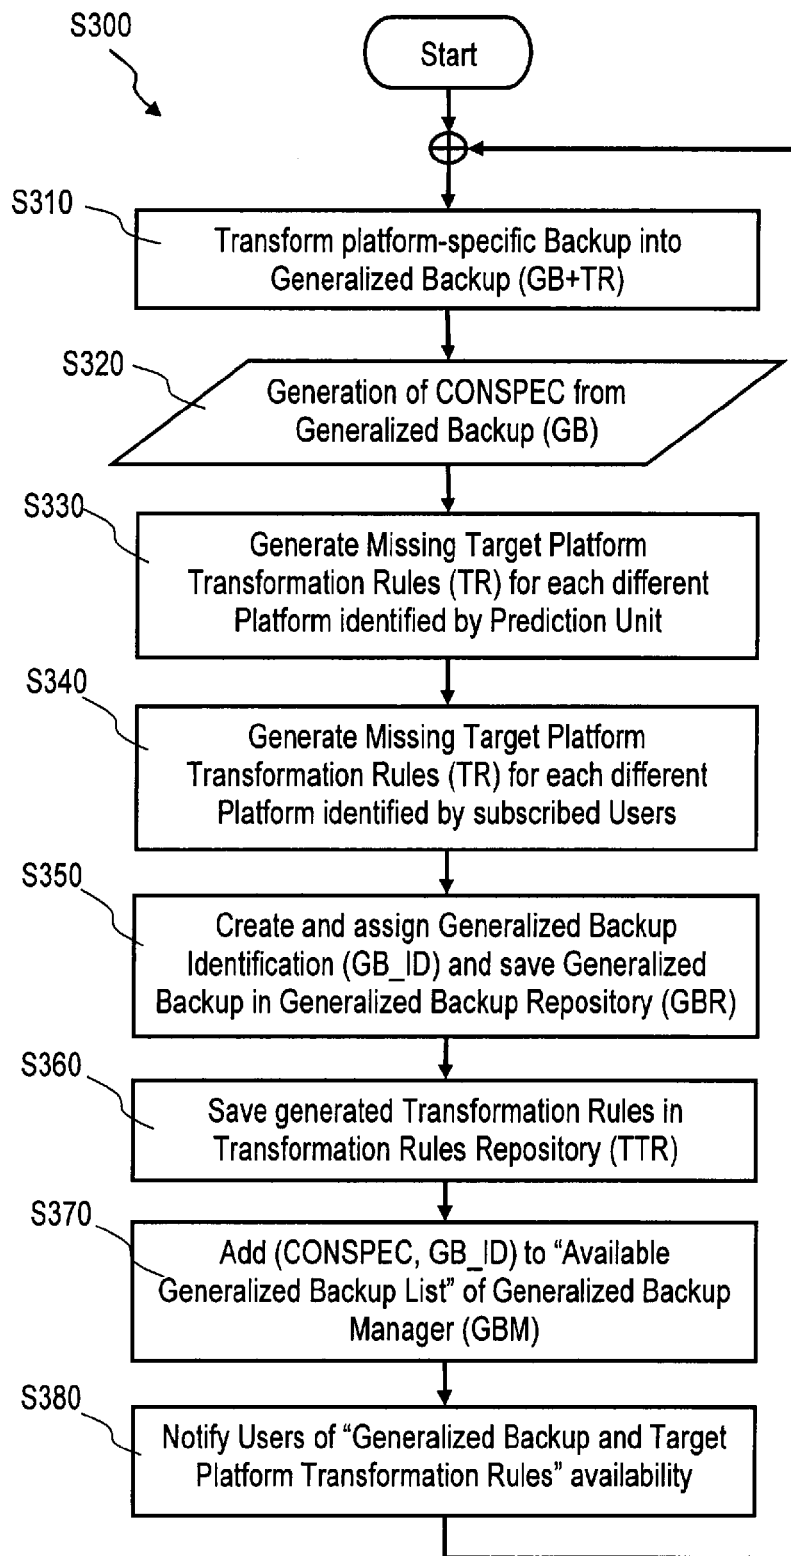 S300
Start
S310
Transform platform-specific Backup into
Generalized Backup (GB+TR)
S320
Generation of CONSPEC from
Generalized Backup (GB)
S330
Generate Missing Target Platform
Transformation Rules (TR) for each different
Platform identified by Prediction Unit
S340
Generate Missing Target Platform
Transformation Rules (TR) for each different
Platform identified by subscribed Users
S350
Create and assign Generalized Backup
Identification (GB_ID) and save Generalized
Backup in Generalized Backup Repository (GBR)
S360
Save generated Transformation Rules in
Transformation Rules Repository (TTR)
S370
Add (CONSPEC, GB_ID) to “Available
Generalized Backup List” of Generalized Backup
Manager (GBM)
S380
Notify Users of “Generalized Backup and Target
Platform Transformation Rules” availability